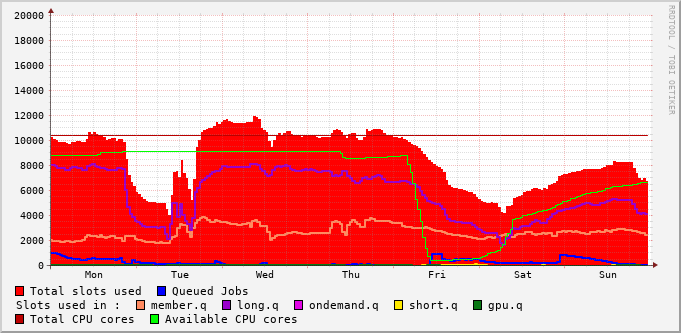 RRDTOOL / TOBI OETIKER
20000
18000
16000
14000
12000
10000
8000
6000
4000
2000
0
Mon Tue Wed Thu Fri Sat Sun
Total slots used Queued Jobs
Slots used in : member.q long.q ondemand.q short.q gpu.q
Total CPU cores Available CPU cores